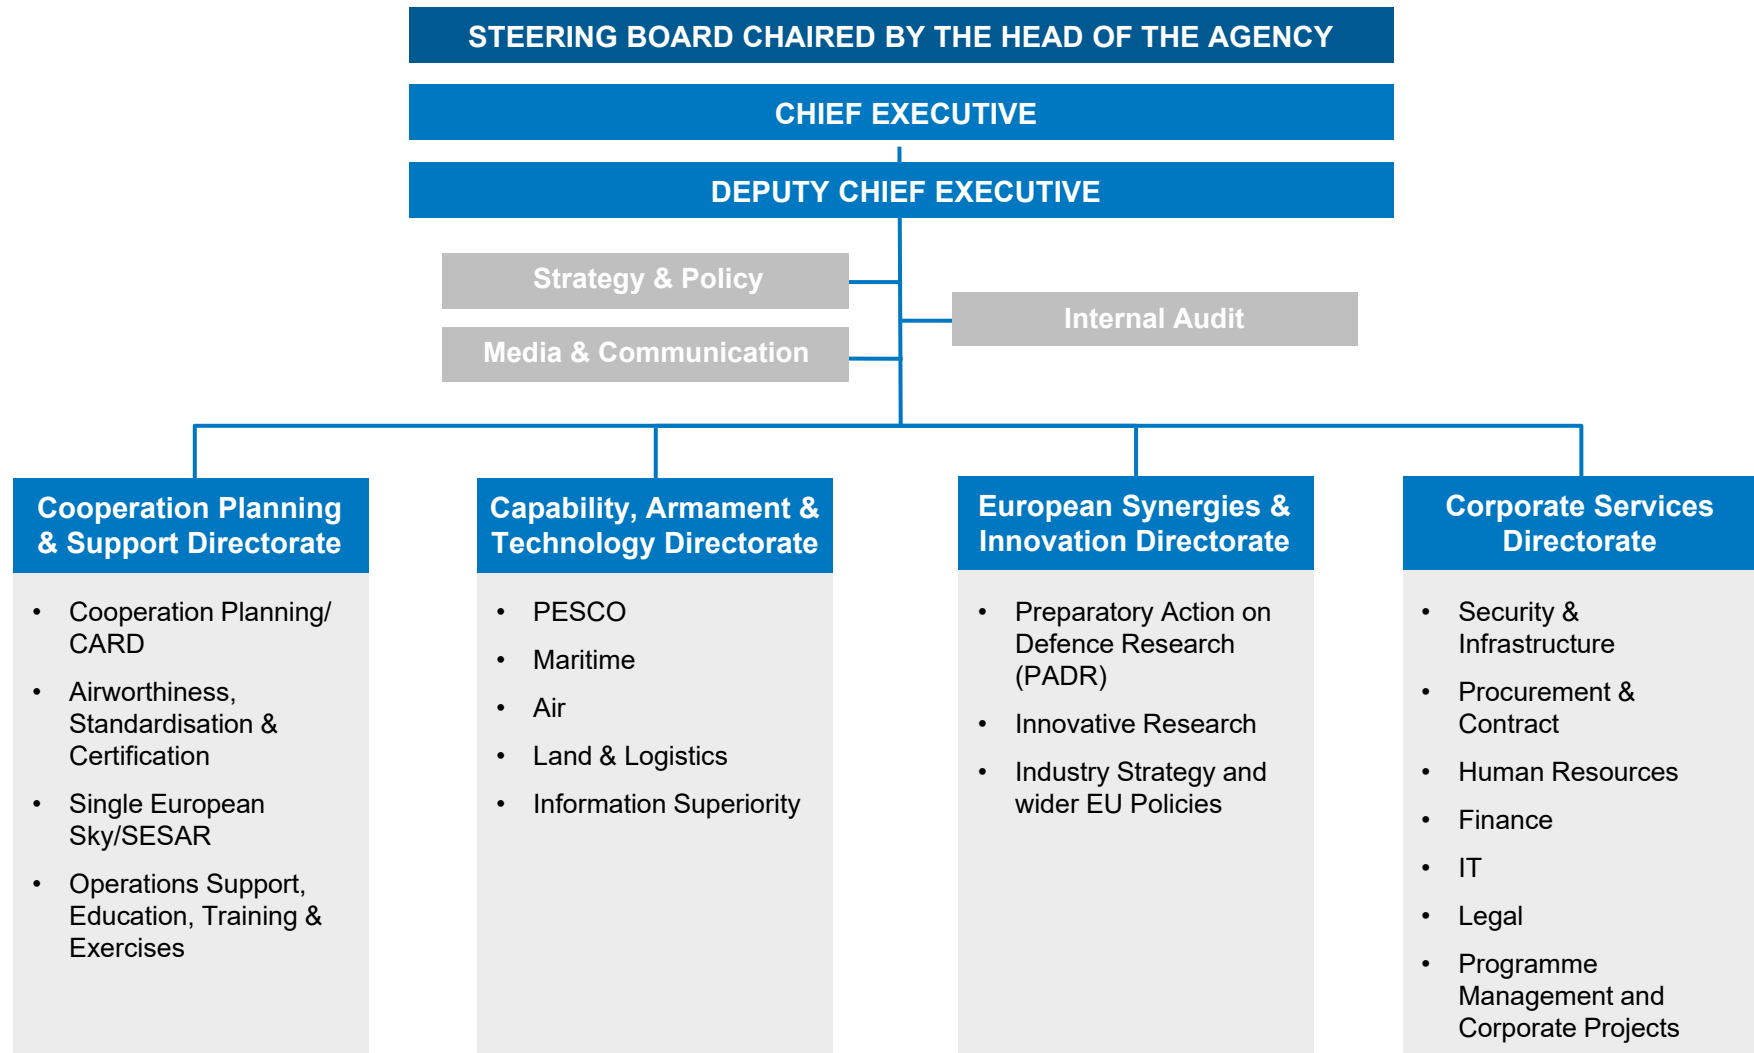 STEERING BOARD CHAIRED BY THE HEAD OF THE AGENCY
CHIEF EXECUTIVE
DEPUTY CHIEF EXECUTIVE
Strategy & Policy
Internal Audit
Media & Communication
Cooperation Planning
& Support Directorate
• Cooperation Planning/
CARD
• Airworthiness,
Standardisation &
Certification
• Single European
Sky/SESAR
• Operations Support,
Education, Training &
Exercises
Capability, Armament &
Technology Directorate
• PESCO
• Maritime
• Air
• Land & Logistics
• Information Superiority
European Synergies &
Innovation Directorate
• Preparatory Action on
Defence Research
(PADR)
• Innovative Research
• Industry Strategy and
wider EU Policies
Corporate Services
Directorate
• Security &
Infrastructure
• Procurement &
Contract
• Human Resources
• Finance
• IT
• Legal
• Programme
Management and
Corporate Projects